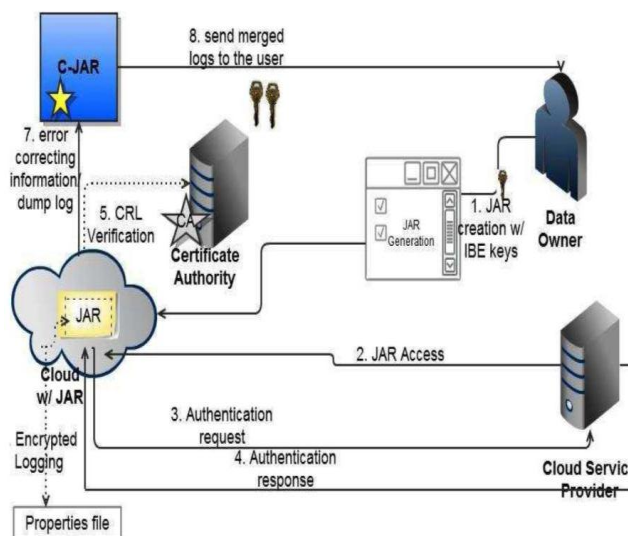 8. send merged
logs to the user
C-JAR
7. error
correcting
information/
dump log
5. CRL
Verification
CA
Certificate
Authority
JAR
Generation
1. JAR
creation w/
IBE keys
Data
Owner
JAR
Cloud
w/ JAR
2. JAR Access
3. Authentication
request
Encrypted
Logging
4. Authentication
response
Cloud Servic
Provider
Properties file